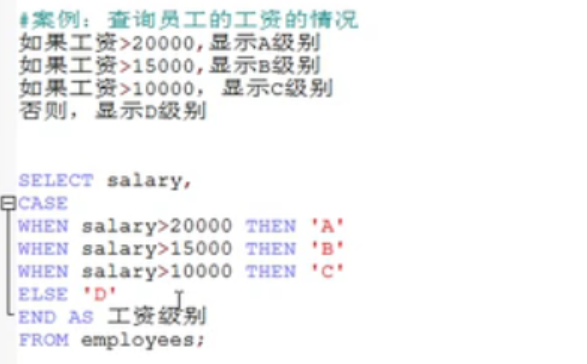 #案例：查询员工的工资的情况
如果工资>20000,显示A级别
如果工资>15000,显示B级别
如果工资>10000，显示C级别
否则，显示D级别
SELECT salary,
CASE
WHEN salary>20000 THEN 'A'
WHEN salary>15000 THEN 'B'
WHEN salary>10000 THEN 'C'
ELSE 'D'
END AS 工资级别
FROM employees;